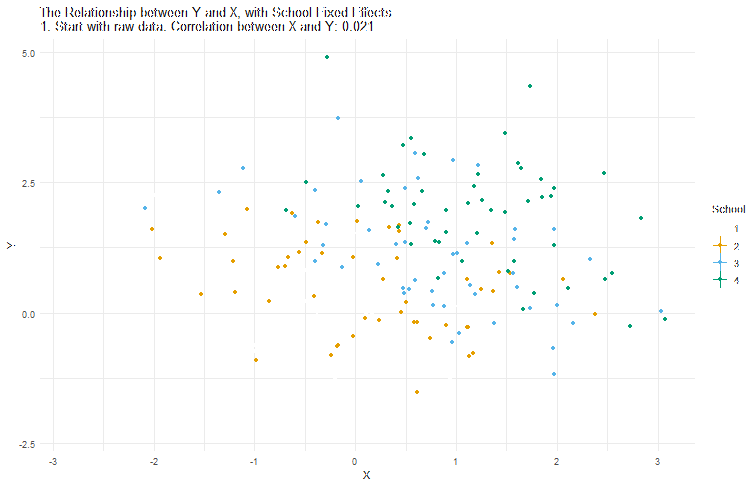 The Relationship between Y and X, with School Fixed Effects
1. Start with raw data. Correlation between X and Y: 0.021
5.0
2.5
0.0
-2.5
Y
-3 -2 -1 0 1 2 3
X
School
1
2
3
4